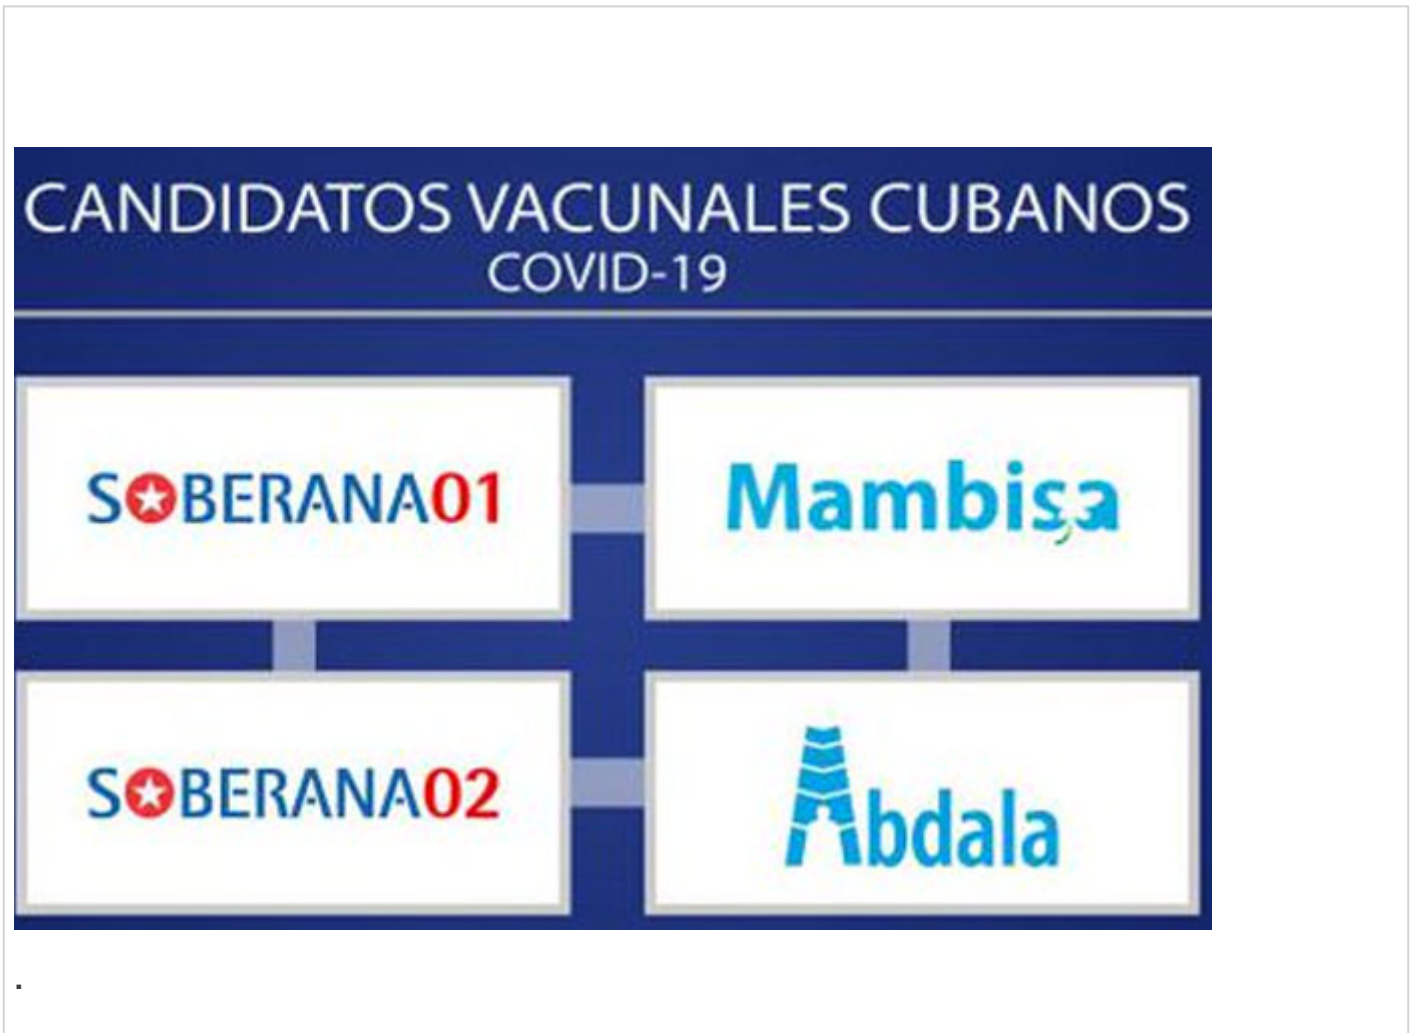 CANDIDATOS VACUNALES CUBANOS
COVID-19
SOBERANA01
Mambisa
SOBERANA02
Abdala
.